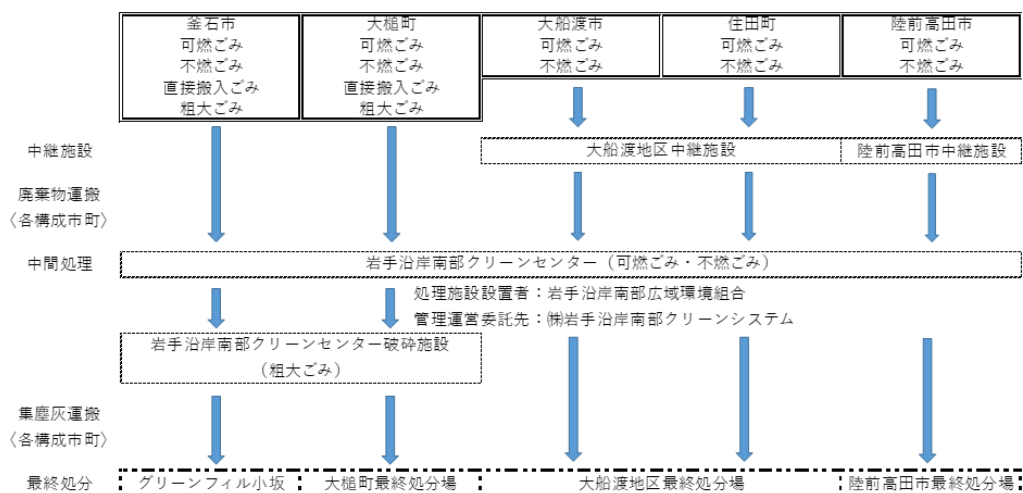 釜石市
可燃ごみ
不燃ごみ
直接搬入ごみ
粗大ごみ
大槌町
可燃ごみ
不燃ごみ
直接搬入ごみ
粗大ごみ
大船渡市
可燃ごみ
不燃ごみ
住田町
可燃ごみ
不燃ごみ
陸前高田市
可燃ごみ
不燃ごみ
中継施設
大船渡地区中継施設
陸前高田市中継施設
廃棄物運搬
〈各構成市町〉
中間処理
岩手沿岸南部クリーンセンター（可燃ごみ・不燃ごみ）
処理施設設置者：岩手沿岸南部広域環境組合
管理運営委託先：㈱岩手沿岸南部クリーンシステム
岩手沿岸南部クリーンセンター破砕施設
（粗大ごみ）
集塵灰運搬
〈各構成市町〉
最終処分
グリーンフィル小坂
大槌町最終処分場
大船渡地区最終処分場
陸前高田市最終処分場